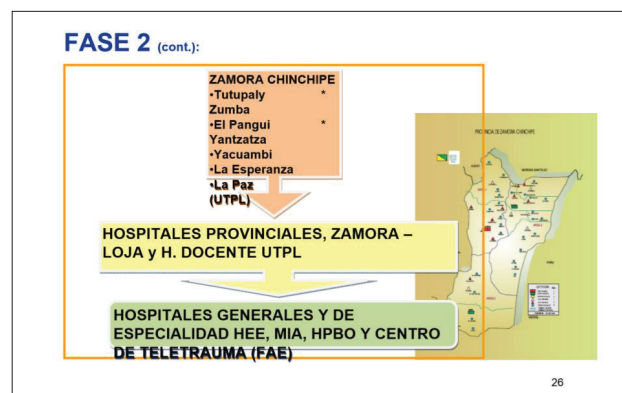 FASE 2 (cont.):
ZAMORA CHINCHIPE
•Tutupaly *
Zumba
•El Pangui *
Yantzatza
•Yacuambi
•La Esperanza
•La Paz
(UTPL)
PROVINCIA DE ZAMORA CHINCHIPE
HOSPITALES PROVINCIALES, ZAMORA –
LOJA y H. DOCENTE UTPL
HOSPITALES GENERALES Y DE
ESPECIALIDAD HEE, MIA, HPBO Y CENTRO
DE TELETRAUMA (FAE)
26